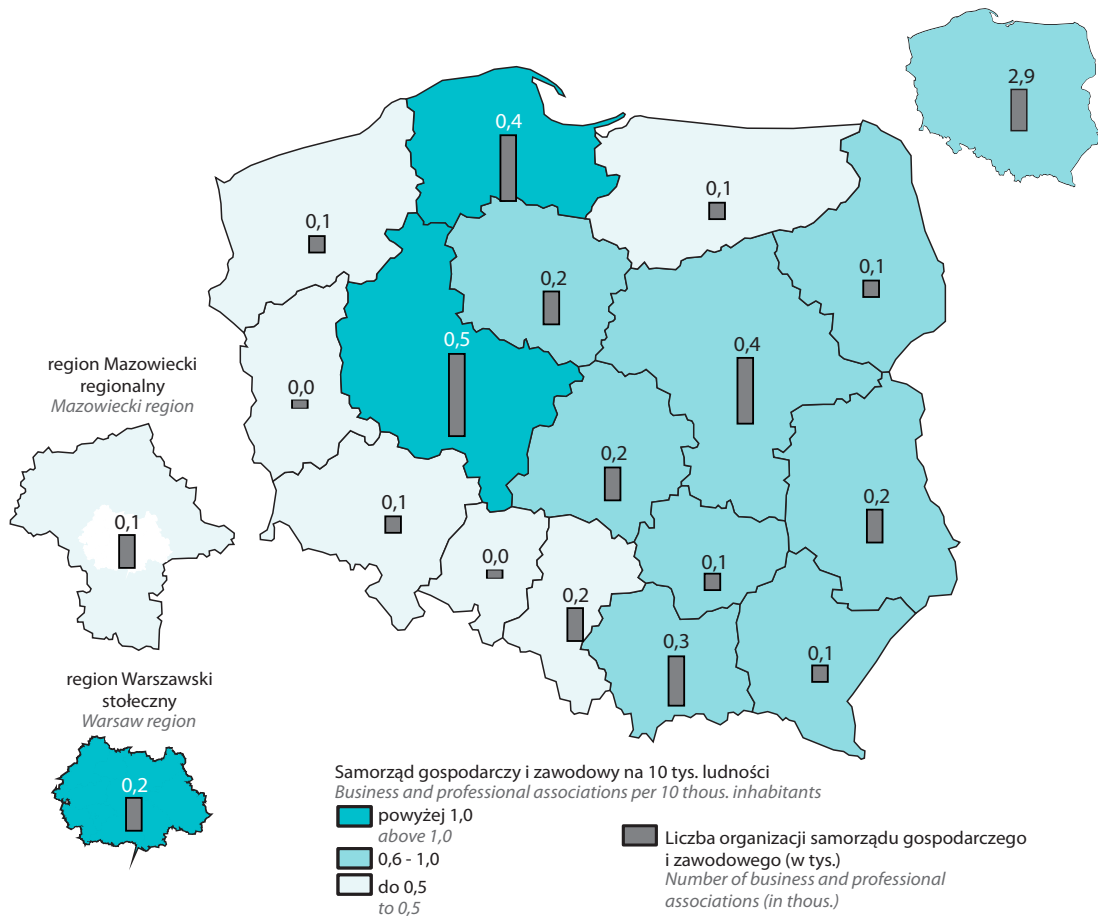 2,9
0,4
0,1
0,1
0,1
0,2
0,5
0,4
0,0
region Mazowiecki
regionalny
Mazowiecki region
0,1
0,2
0,2
0,1
0,0
0,1
0,2
0,3
0,1
region Warszawski
stołeczny
Warsaw region
0,2
Samorząd gospodarczy i zawodowy na 10 tys. ludności
Business and professional associations per 10 thous. inhabitants
powyżej 1,0
above 1,0
0,6 - 1,0
do 0,5
to 0,5
Liczba organizacji samorządu gospodarczego
i zawodowego (w tys.)
Number of business and professional
associations (in thous.)